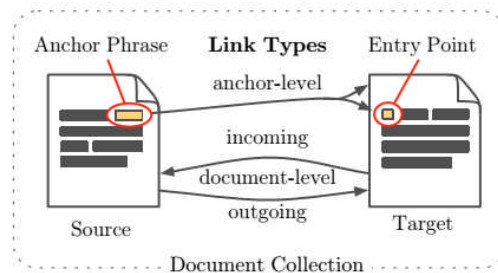 Anchor Phrase Link Types Entry Point
anchor-level
incoming
document-level
outgoing
Source Target
Document Collection